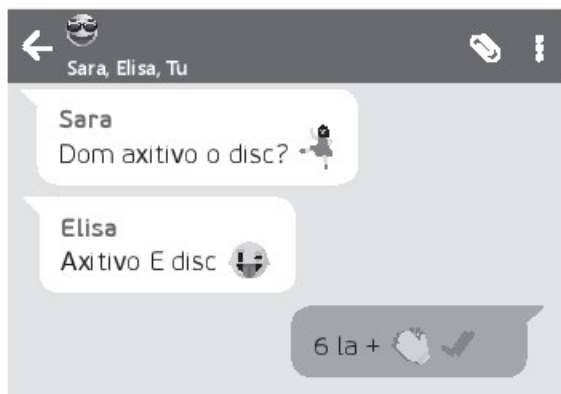 Sara, Elisa, Tu
Sara
Dom axitivo o disc?
Elisa
Axitivo E disc
6 la +